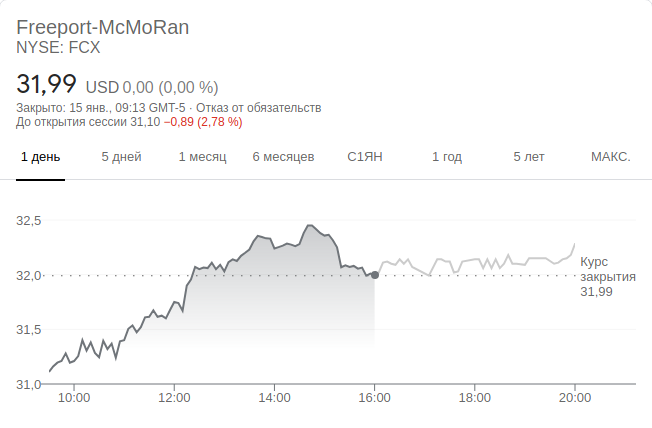 Freeport-McMoRan
NYSE: FCX
31,99 USD 0,00 (0,00 %)
Закрыто: 15 янв., 09:13 GMT-5 · Отказ от обязательств
До открытия сессии 31,10 −0,89 (2,78 %)
1 день 5 дней 1 месяц 6 месяцев С1ЯН 1 год 5 лет МАКС.
32,5
32,0
31,5
31,0
Курс
закрытия
31,99
10:00 12:00 14:00 16:00 18:00 20:00